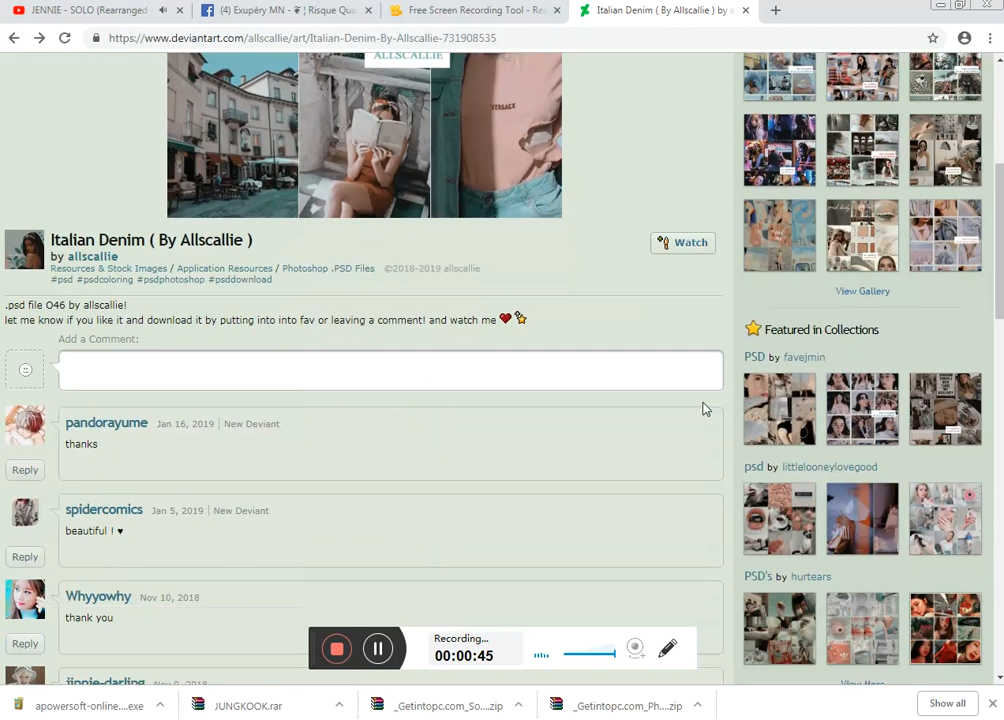 JENNIE - SOLO (Rearranged
(4) Exupéry MN - ❦ ¦ Risque Qua
Free Screen Recording Tool - Re
Italian Denim ( By Allscallie ) by a
https://www.deviantart.com/allscallie/art/Italian-Denim-By-Allscallie-731908535
ALLSCALLIE
Italian Denim ( By Allscallie )
by allscallie
Watch
Resources & Stock Images / Application Resources / Photoshop .PSD Files ©2018-2019 allscallie
#psd #psdcoloring #psdphotoshop #psddownload
View Gallery
.psd file O46 by allscallie!
let me know if you like it and download it by putting into into fav or leaving a comment! and watch me
Featured in Collections
Add a Comment:
PSD by favejmin
pandorayume Jan 16, 2019 New Deviant
thanks
Reply
psd by littlelooneylovegood
spidercomics Jan 5, 2019 New Deviant
beautiful ! ♥
Reply
PSD's by hurtears
Whyyowhy Nov 10, 2018
thank you
Reply
Recording...
00:00:45
jinnie-darling Nov 9, 2018
View More
apowersoft-online....exe
JUNGKOOK.rar
_Getintopc.com_So....zip
_Getintopc.com_Ph....zip
Show all